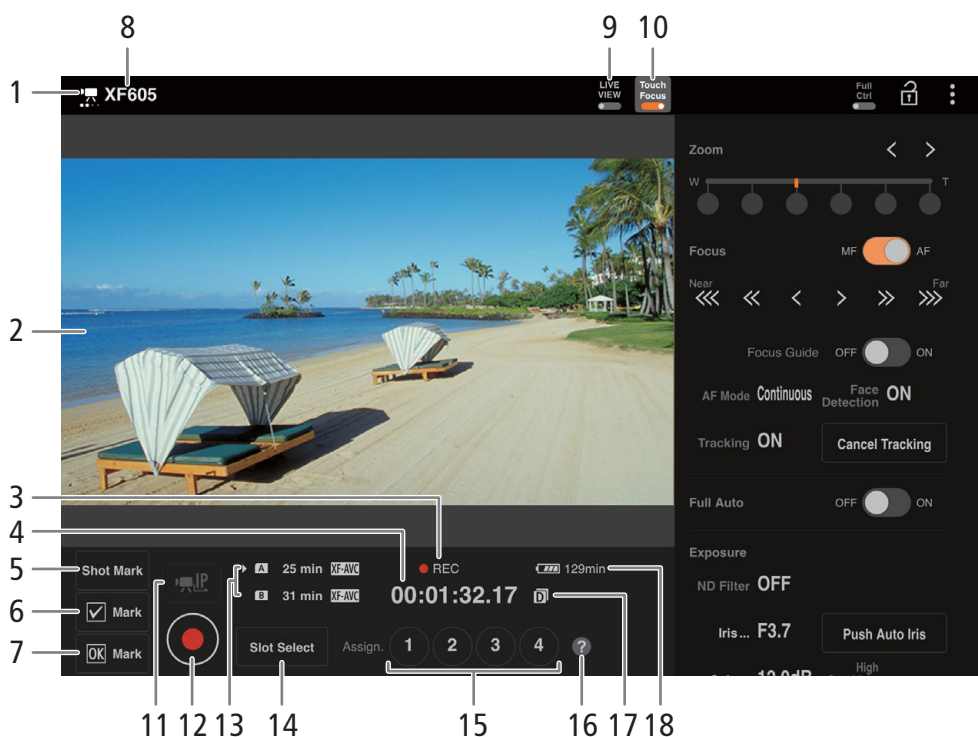 8 9 10
1 XF605 LIVE VIEW Touch Focus Full Ctrl
Zoom
W T
Focus MF AF
Near Far
2
Focus Guide OFF ON
AF Mode Continuous Face Detection ON
Tracking ON Cancel Tracking
3
Full Auto OFF ON
4
Exposure
5 Shot Mark A 25 min XF-AVC REC 129min
IP
ND Filter OFF
B 31 min XF-AVC 00:01:32.17 D
6 Mark
Iris... F3.7 Push Auto Iris
7 OK Mark Slot Select Assign. 1 2 3 4 ?
12.0dB High
11 12 13 14 15 16 17 18